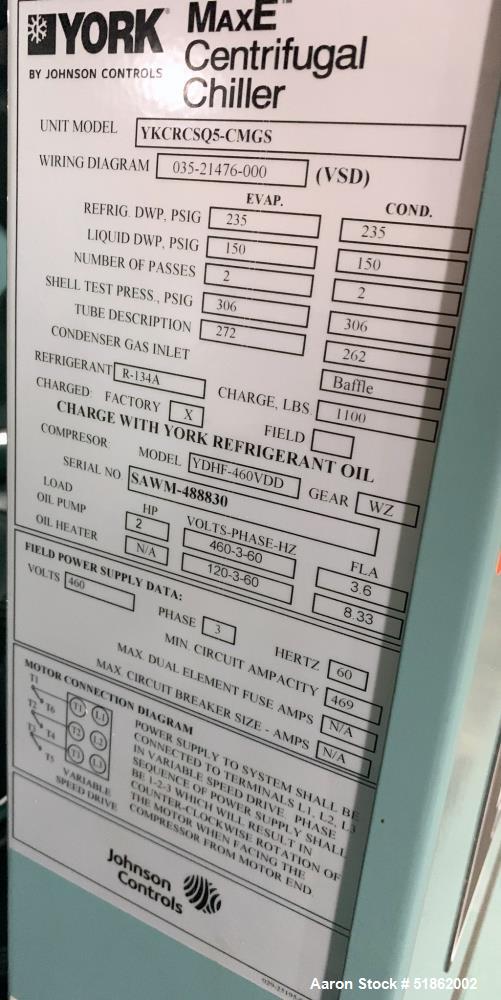 YORK MAXE™
BY JOHNSON CONTROLS Centrifugal
Chiller
UNIT MODEL YKCRCSQ5-CMGS
WIRING DIAGRAM 035-21476-000 (VSD)
EVAP. COND.
REFRIG. DWP, PSIG 235 235
LIQUID DWP, PSIG 150 150
NUMBER OF PASSES 2 2
SHELL TEST PRESS., PSIG 306 306
TUBE DESCRIPTION 272 262
CONDENSER GAS INLET Baffle
REFRIGERANT R-134A CHARGE, LBS. 1100
CHARGED: FACTORY X FIELD
CHARGE WITH YORK REFRIGERANT OIL
COMPRESOR: MODEL YDHF-460VDD GEAR WZ
SERIAL NO. SAWM-488830
LOAD HP VOLTS-PHASE-HZ FLA
OIL PUMP 2 460-3-60 3.6
OIL HEATER N/A 120-3-60 8.33
FIELD POWER SUPPLY DATA:
VOLTS 460 PHASE 3 HERTZ 60
MIN. CIRCUIT AMPACITY 469
MAX. DUAL ELEMENT FUSE AMPS N/A
MAX. CIRCUIT BREAKER SIZE - AMPS N/A
MOTOR CONNECTION DIAGRAM
T1 T6 T1 L1
T2 T4 T2 L2
T3 T5 T3 L3
VARIABLE
SPEED DRIVE
POWER SUPPLY TO SYSTEM SHALL BE
CONNECTED TO TERMINALS L1, L2, L3
IN VARIABLE SPEED DRIVE. PHASE
SEQUENCE OF POWER SUPPLY SHALL
BE 1-2-3 WHICH WILL RESULT IN
COUNTER-CLOCKWISE ROTATION OF
THE MOTOR WHEN FACING THE
COMPRESSOR FROM MOTOR END.
Johnson
Controls
Aaron Stock # 51862002